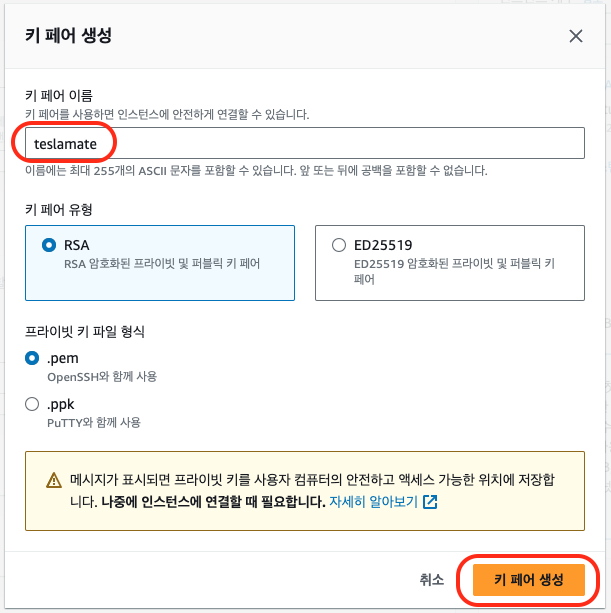 키 페어 생성
키 페어 이름
키 페어를 사용하면 인스턴스에 안전하게 연결할 수 있습니다.
teslamate
이름에는 최대 255개의 ASCII 문자를 포함할 수 있습니다. 앞 또는 뒤에 공백을 포함할 수 없습니다.
키 페어 유형
RSA
RSA 암호화된 프라이빗 및 퍼블릭 키 페어
ED25519
ED25519 암호화된 프라이빗 및 퍼블릭 키
페어
프라이빗 키 파일 형식
.pem
OpenSSH와 함께 사용
.ppk
PuTTY와 함께 사용
메시지가 표시되면 프라이빗 키를 사용자 컴퓨터의 안전하고 액세스 가능한 위치에 저장합
니다. 나중에 인스턴스에 연결할 때 필요합니다. 자세히 알아보기
취소
키 페어 생성